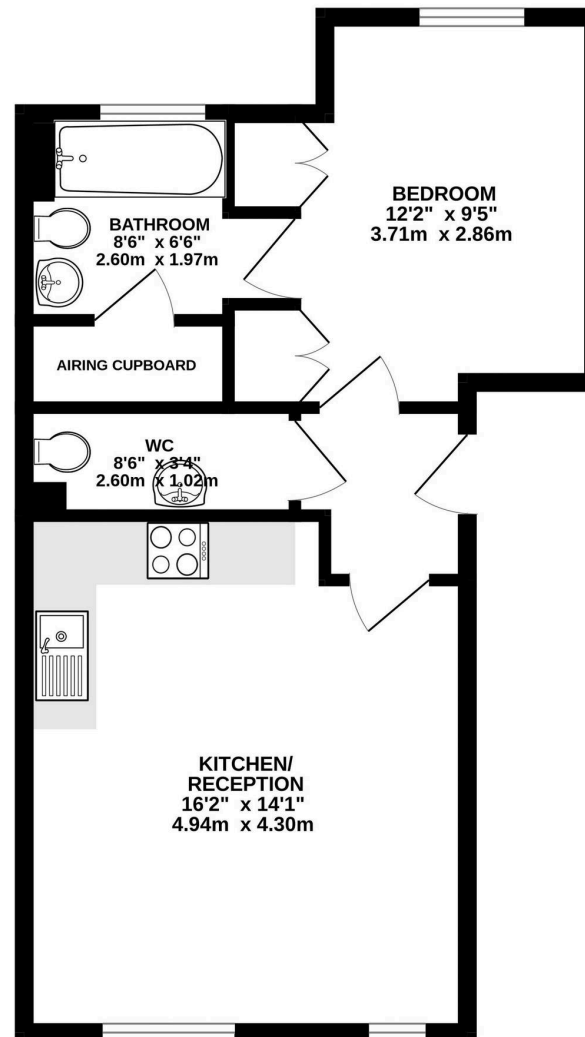 BEDROOM
12'2" x 9'5"
3.71m x 2.86m
BATHROOM
8'6" x 6'6"
2.60m x 1.97m
AIRING CUPBOARD
WC
8'6" x 3'4"
2.60m x 1.02m
KITCHEN/
RECEPTION
16'2" x 14'1"
4.94m x 4.30m